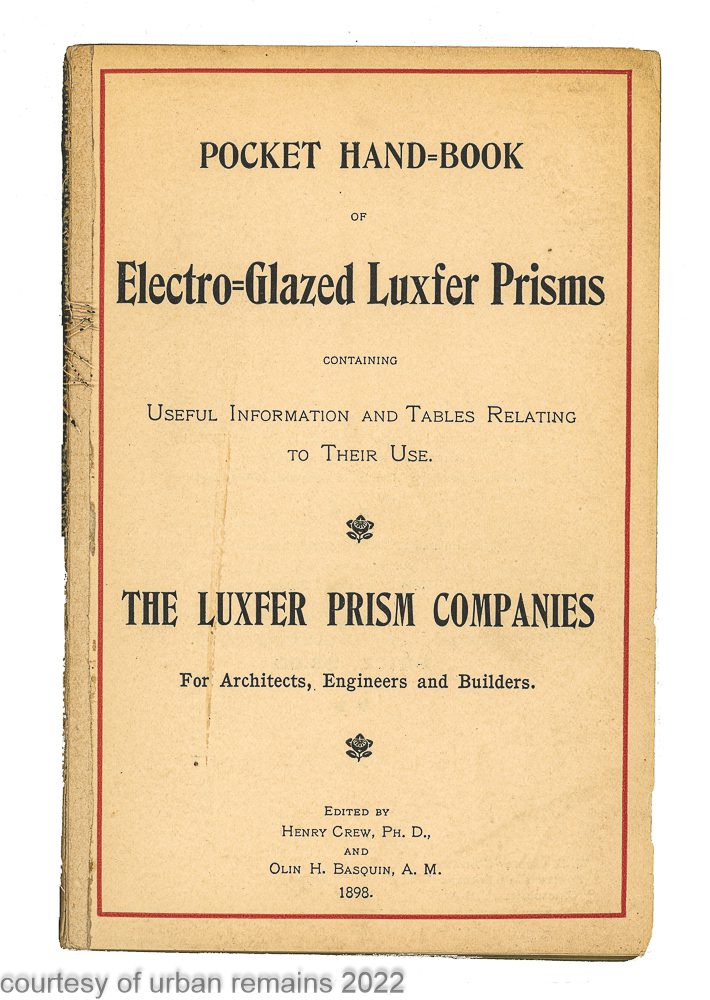 POCKET HAND=BOOK
OF
Electro=Glazed Luxfer Prisms
CONTAINING
USEFUL INFORMATION AND TABLES RELATING
TO THEIR USE.
THE LUXFER PRISM COMPANIES
For Architects, Engineers and Builders.
EDITED BY
HENRY CREW, PH. D.,
AND
OLIN H. BASQUIN, A. M.
1898.
courtesy of urban remains 2022